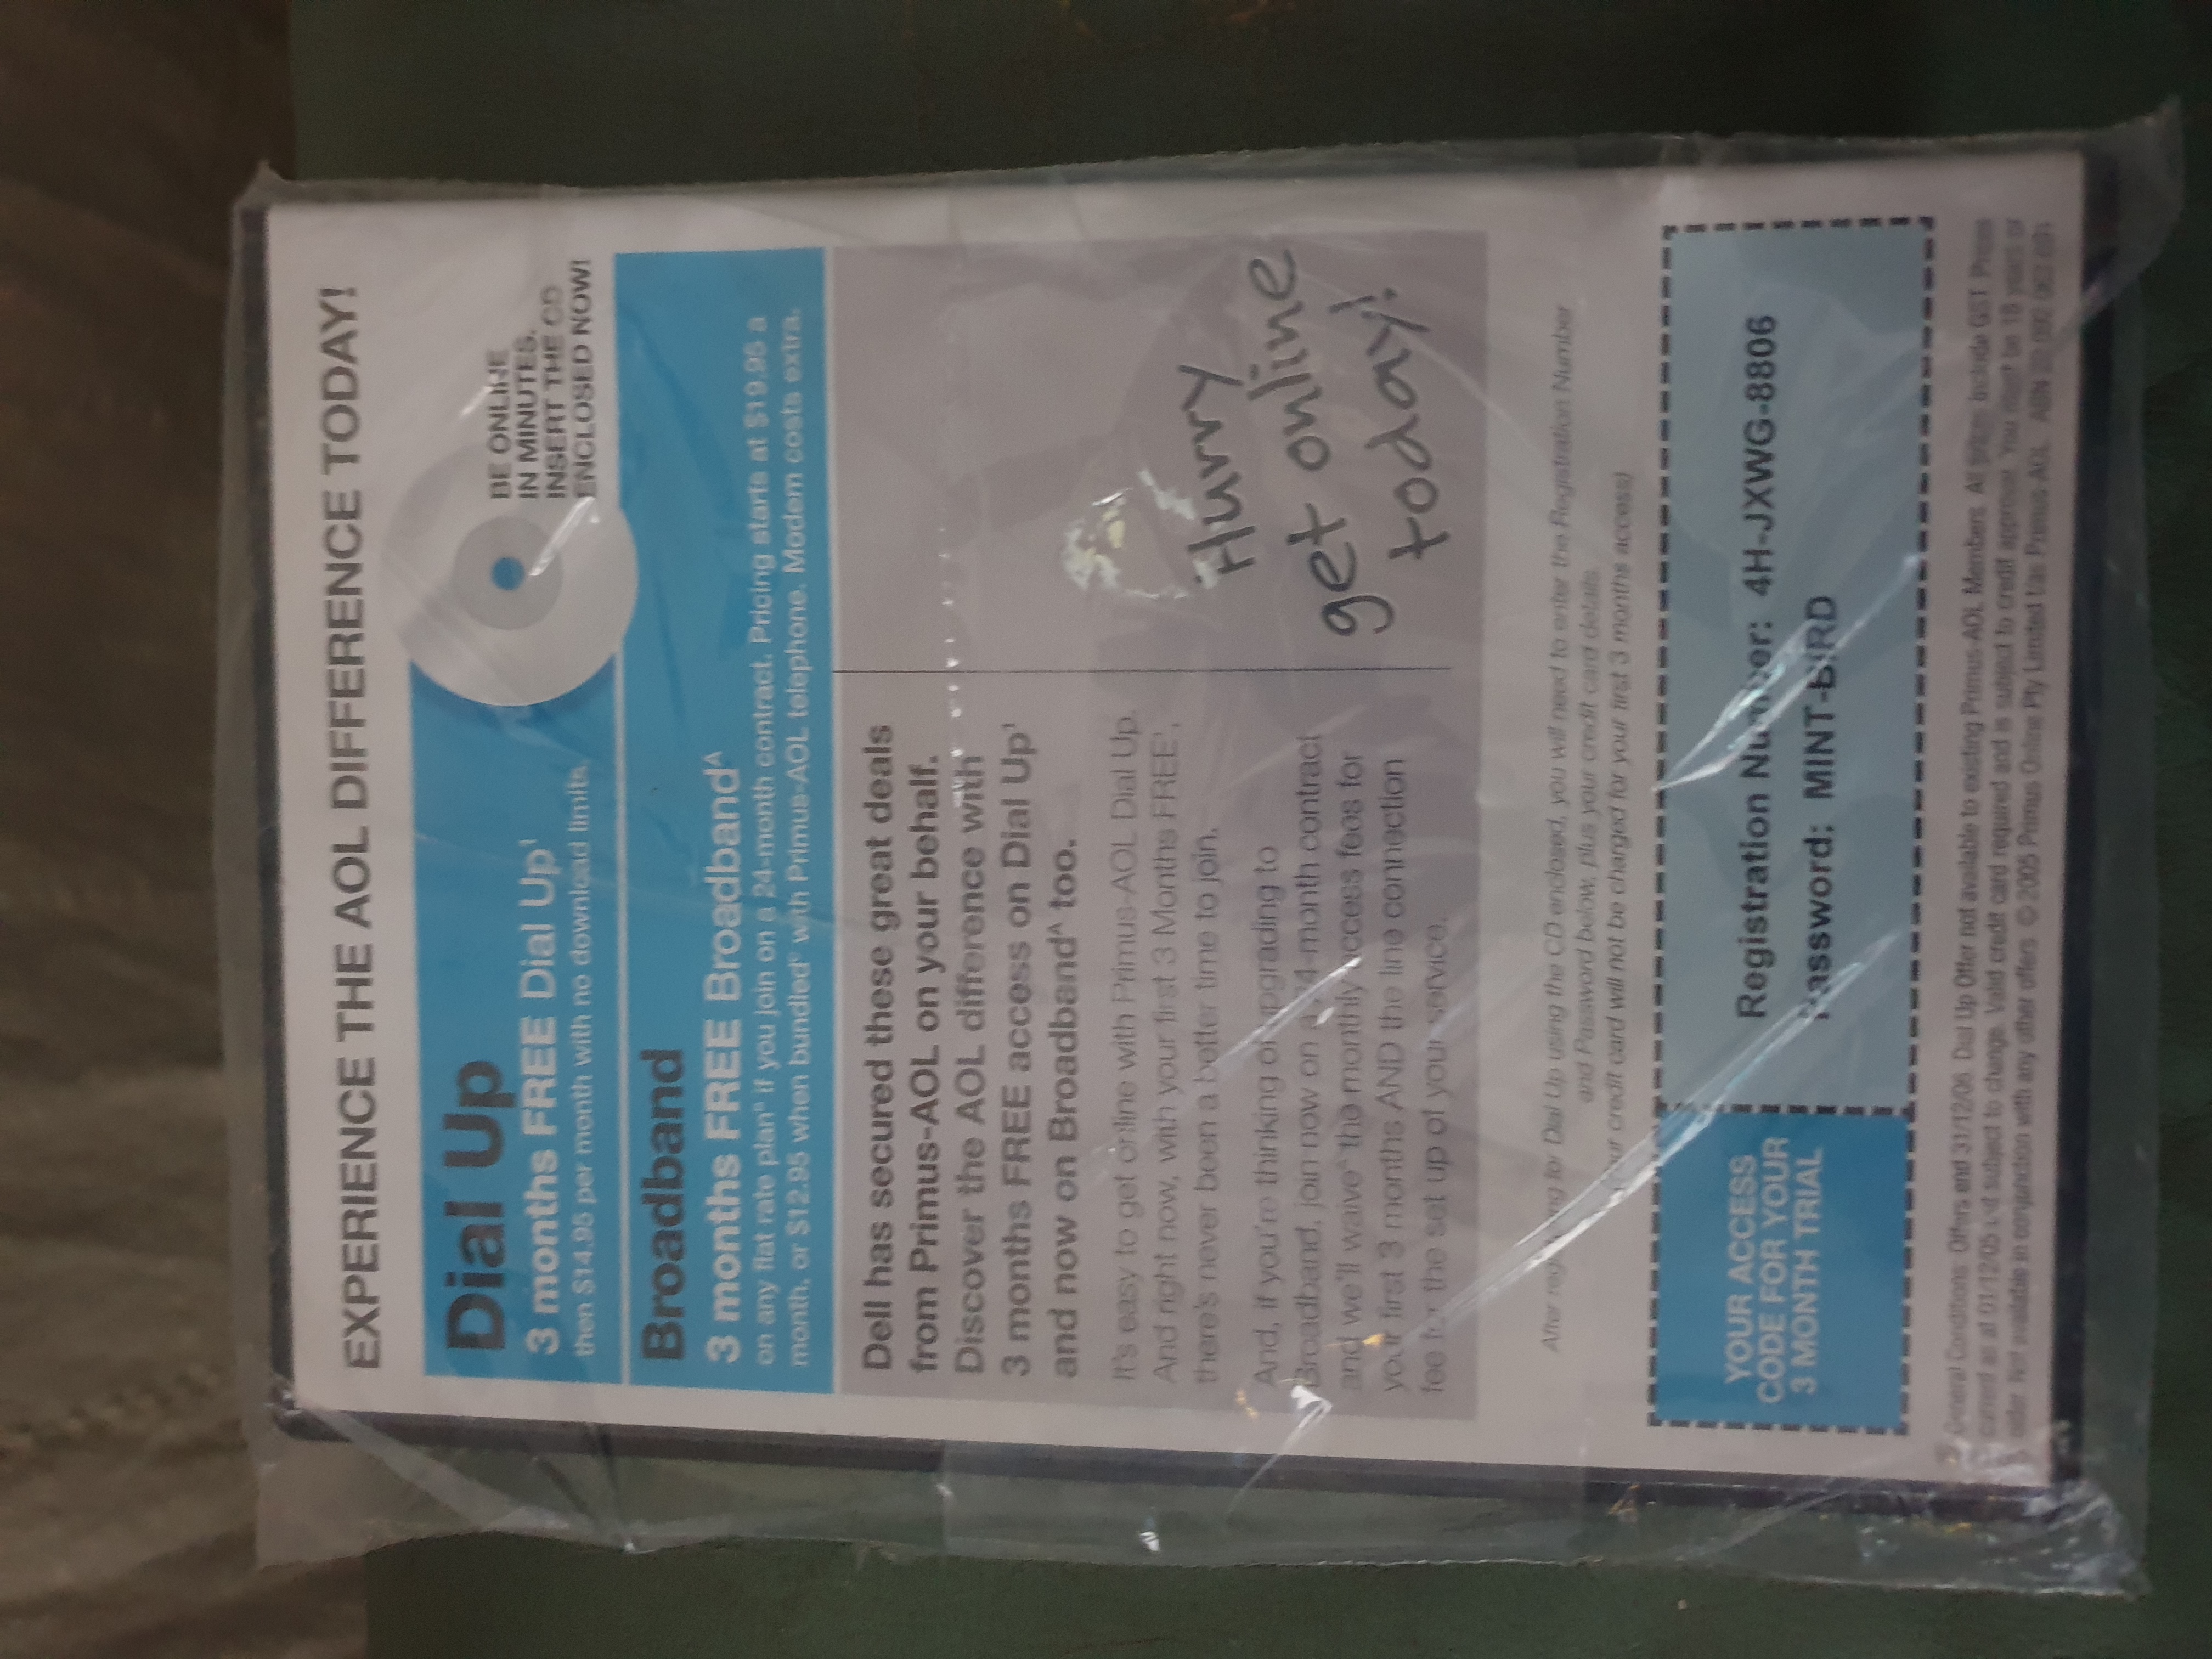 EXPERIENCE THE AOL DIFFERENCE TODAY!
Dial Up
3 months FREE Dial Up¹
then $14.95 per month with no download limits.
BE ONLINE
IN MINUTES.
INSERT THE CD
ENCLOSED NOW!
Broadband
3 months FREE Broadband^
on any flat rate plan if you join on a 24-month contract. Pricing starts at $19.95 a
month, or $12.95 when bundled with Primus-AOL telephone. Modem costs extra.
Dell has secured these great deals
from Primus-AOL on your behalf.
Discover the AOL difference with
3 months FREE access on Dial Up¹
and now on Broadband^ too.
It's easy to get online with Primus-AOL Dial Up.
And right now, with your first 3 Months FREE¹,
there's never been a better time to join.
And, if you're thinking of upgrading to
Broadband, join now on a 24-month contract
and we'll waive^ the monthly access fees for
your first 3 months AND the line connection
fee for the set up of your service.
Hurry
get online
today!
After registering for Dial Up using the CD enclosed, you will need to enter the Registration Number
and Password below, plus your credit card details.
(Your credit card will not be charged for your first 3 months access)
YOUR ACCESS
CODE FOR YOUR
3 MONTH TRIAL
Registration Number: 4H-JXWG-8806
Password: MINT-BIRD
General Conditions: Offers end 31/12/06. Dial Up Offer not available to existing Primus-AOL Members. All prices include GST. Prices
current as at 01/12/05 but subject to change. Valid credit card required and is subject to credit approval. You must be 18 years or
older. Not available in conjunction with any other offers. © 2005 Primus Online Pty Limited t/as Primus-AOL. ABN